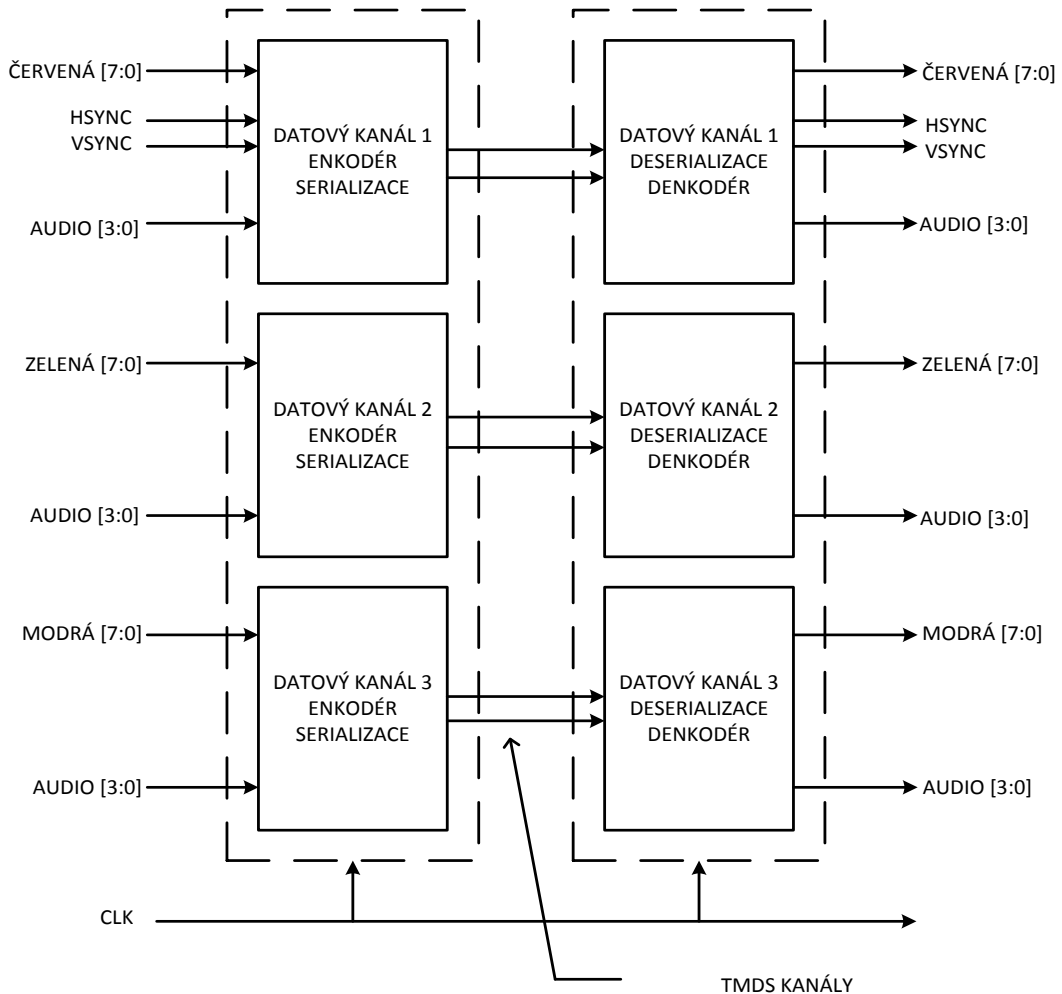 ČERVENÁ [7:0]
HSYNC
VSYNC
AUDIO [3:0]
DATOVÝ KANÁL 1
ENKODÉR
SERIALIZACE
DATOVÝ KANÁL 1
DESERIALIZACE
DENKODÉR
ČERVENÁ [7:0]
HSYNC
VSYNC
AUDIO [3:0]
ZELENÁ [7:0]
AUDIO [3:0]
DATOVÝ KANÁL 2
ENKODÉR
SERIALIZACE
DATOVÝ KANÁL 2
DESERIALIZACE
DENKODÉR
ZELENÁ [7:0]
AUDIO [3:0]
MODRÁ [7:0]
AUDIO [3:0]
DATOVÝ KANÁL 3
ENKODÉR
SERIALIZACE
DATOVÝ KANÁL 3
DESERIALIZACE
DENKODÉR
MODRÁ [7:0]
AUDIO [3:0]
CLK
TMDS KANÁLY